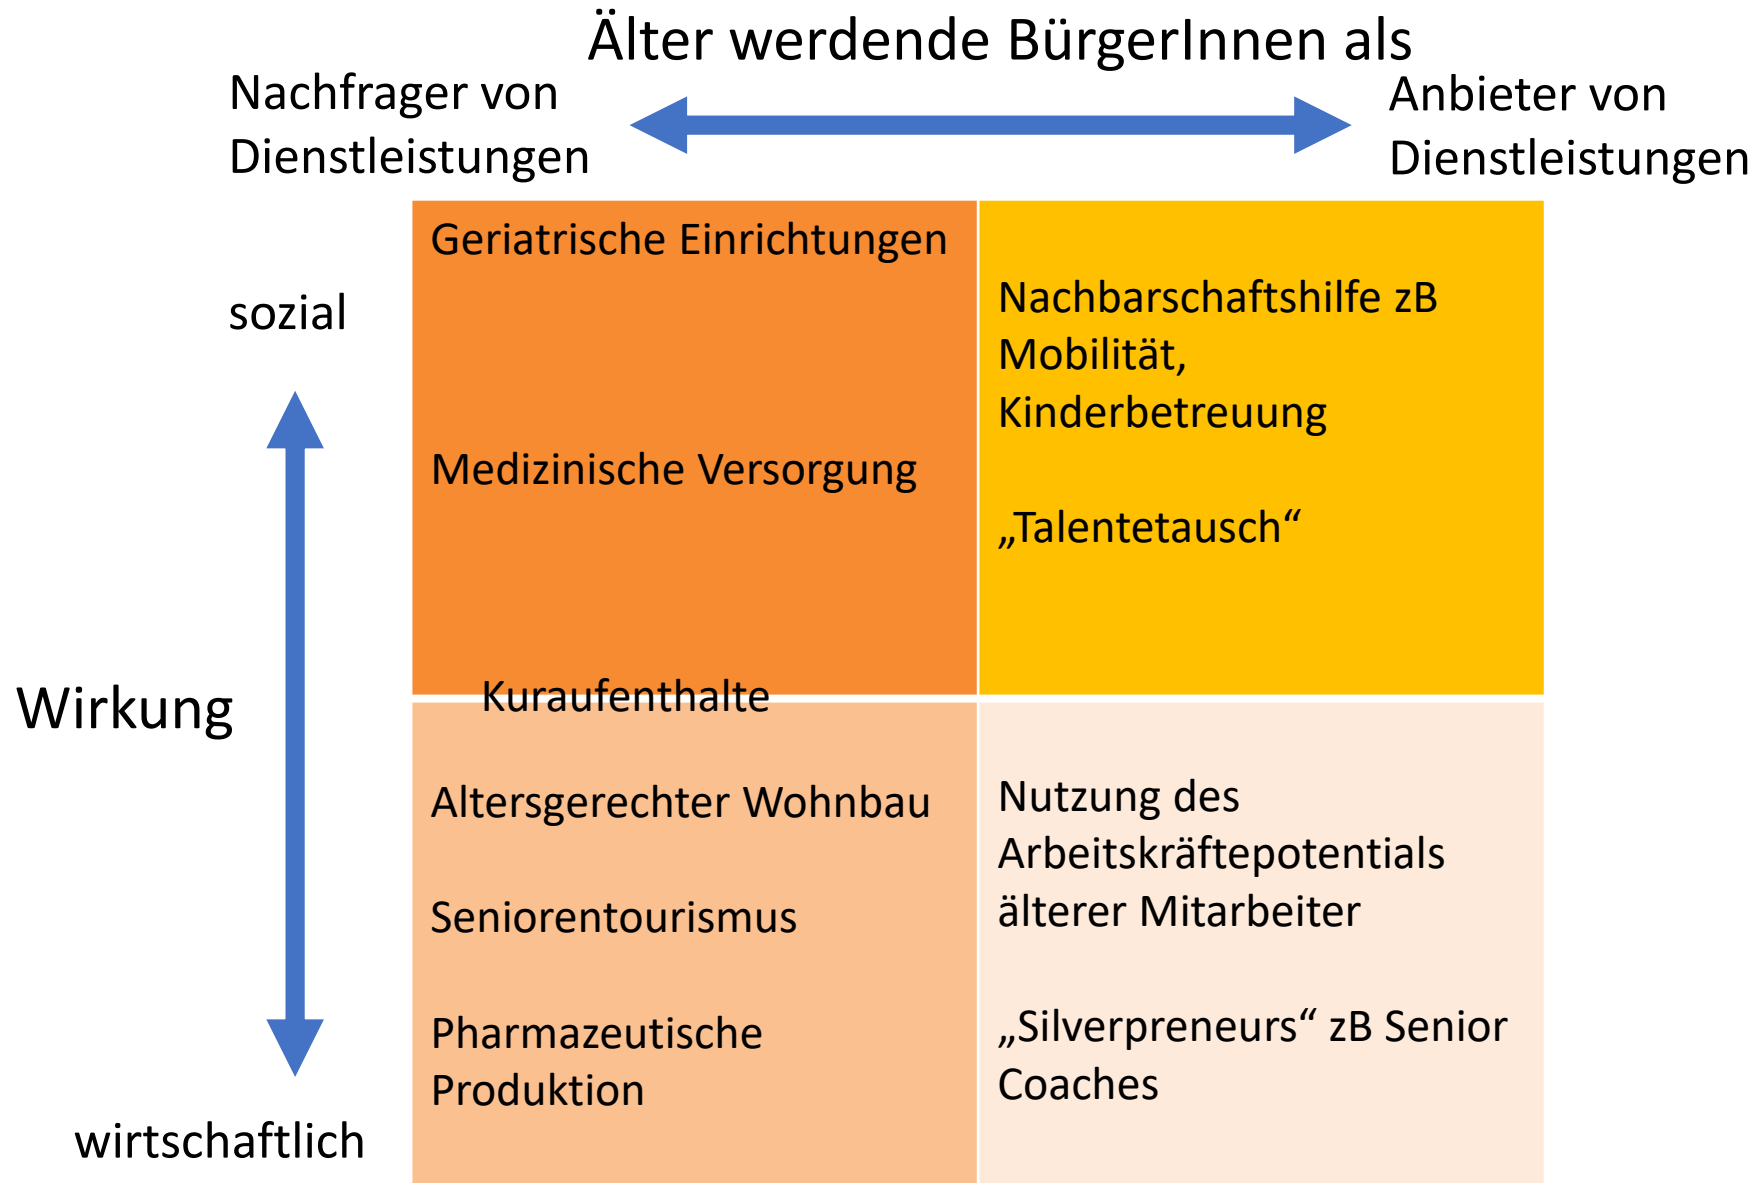 Älter werdende BürgerInnen als
Nachfrager von
Dienstleistungen
Anbieter von
Dienstleistungen
sozial
Wirkung
wirtschaftlich
Geriatrische Einrichtungen
Medizinische Versorgung
Nachbarschaftshilfe zB
Mobilität,
Kinderbetreuung
„Talentetausch“
Kuraufenthalte
Altersgerechter Wohnbau
Seniorentourismus
Pharmazeutische
Produktion
Nutzung des
Arbeitskräftepotentials
älterer Mitarbeiter
„Silverpreneurs“ zB Senior
Coaches